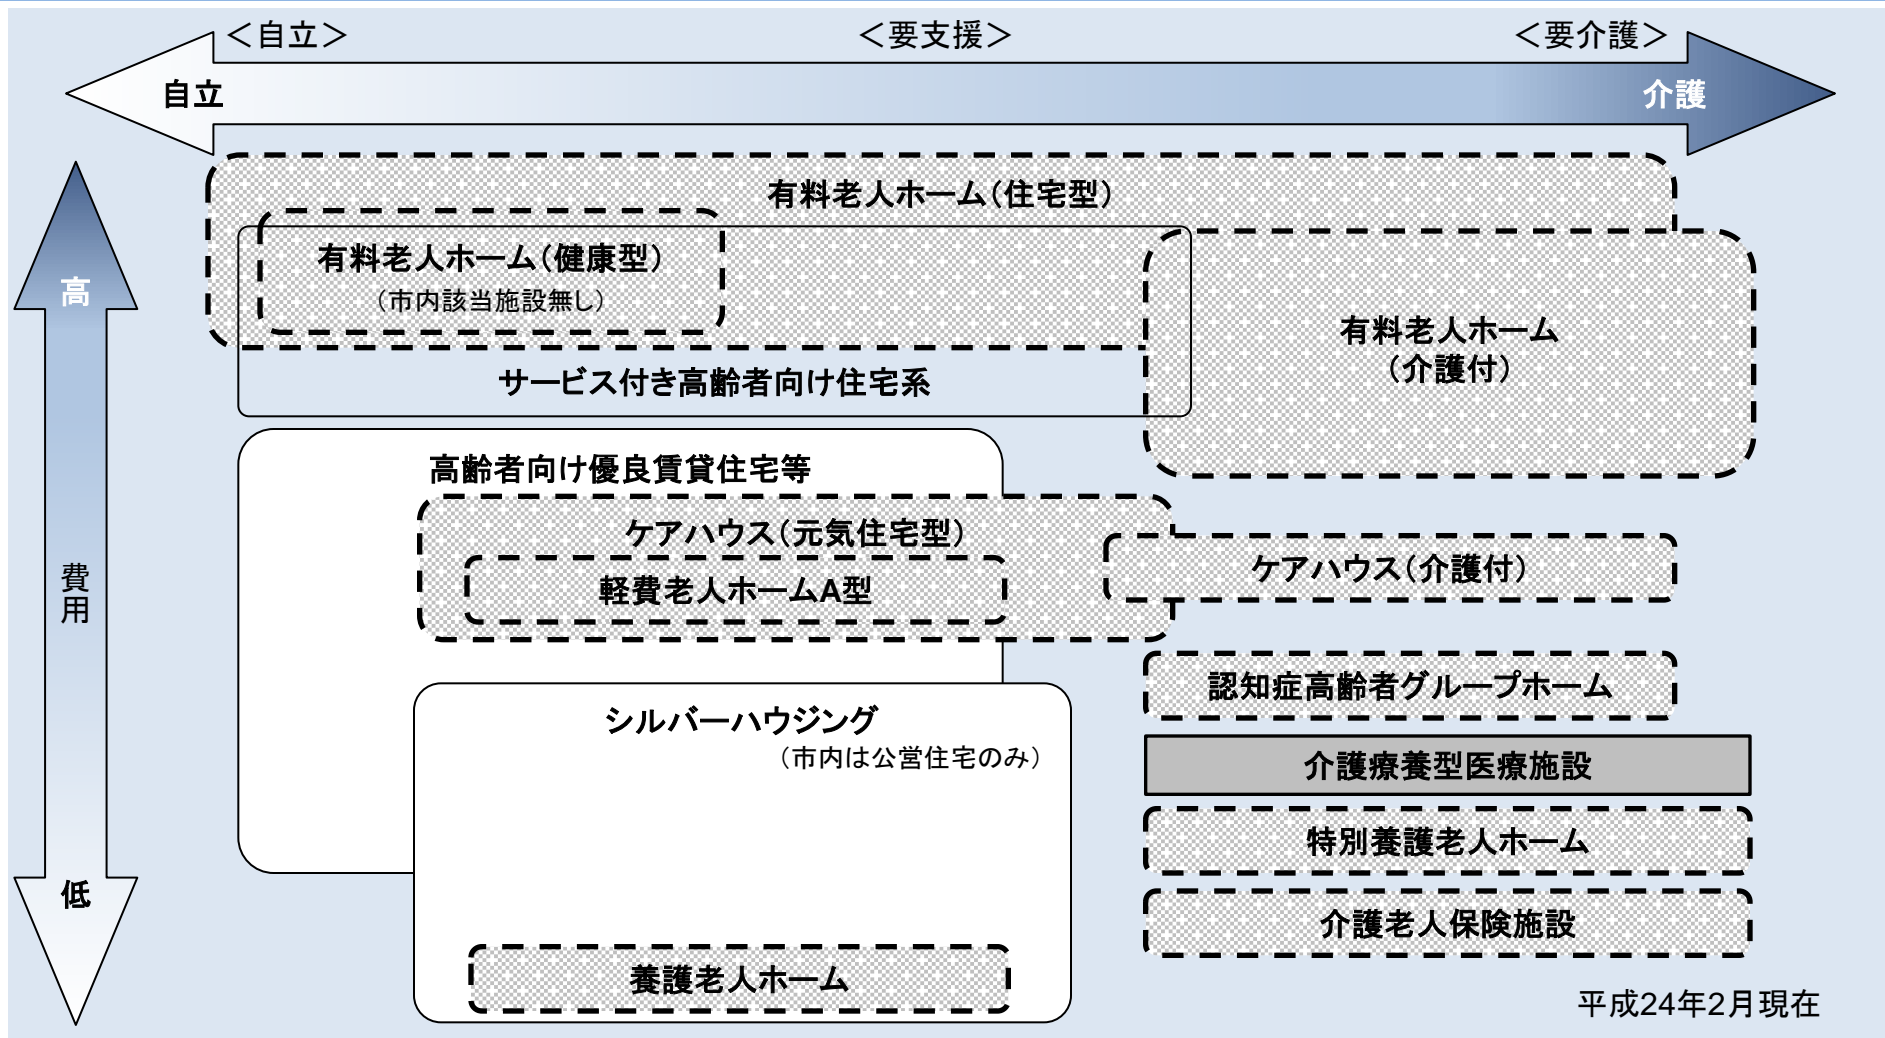 ＜自立＞
＜要支援＞
＜要介護＞
自立
介護
有料老人ホーム（住宅型）
有料老人ホーム（健康型）
（市内該当施設無し）
高
有料老人ホーム
（介護付）
サービス付き高齢者向け住宅系
高齢者向け優良賃貸住宅等
ケアハウス（元気住宅型）
ケアハウス（介護付）
軽費老人ホームA型
費
用
認知症高齢者グループホーム
シルバーハウジング
（市内は公営住宅のみ）
介護療養型医療施設
特別養護老人ホーム
低
介護老人保険施設
養護老人ホーム
平成24年2月現在